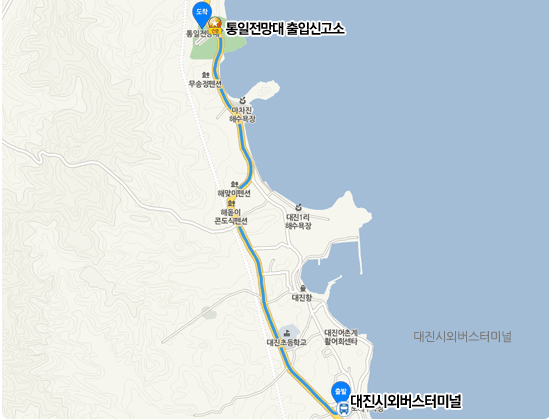 도착
통일전망대 출입신고소
통일전망대
무송정펜션
마차진
해수욕장
해맞이펜션
해돋이
콘도식펜션
대진1리
해수욕장
대진항
대진어촌계
활어회센타
대진초등학교
대진시외버스터미널
출발
대진시외버스터미널